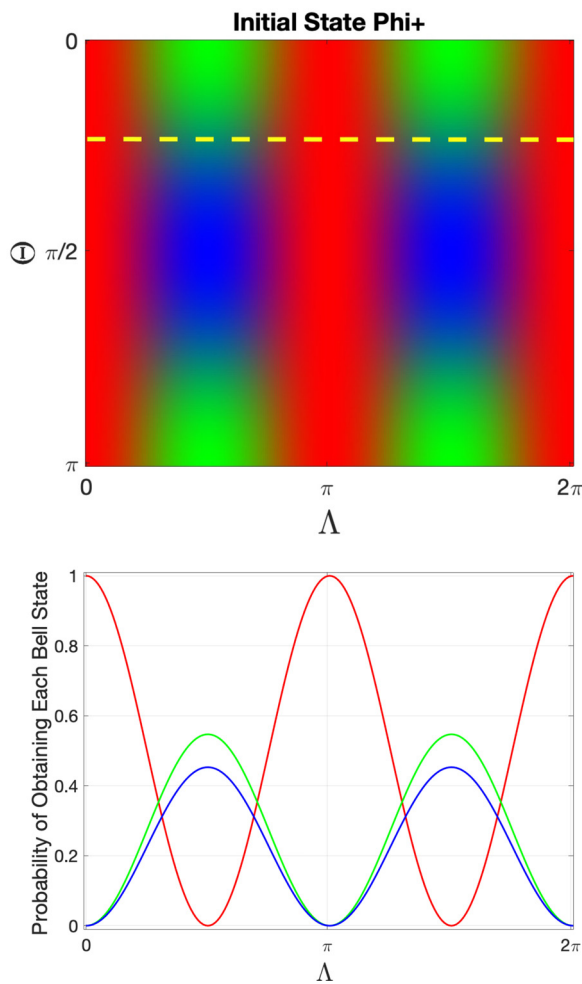 Initial State Phi+
0
Θ π/2
π
0 π 2π
Λ
1
0.8
0.6
0.4
0.2
0
Probability of Obtaining Each Bell State
0 π 2π
Λ